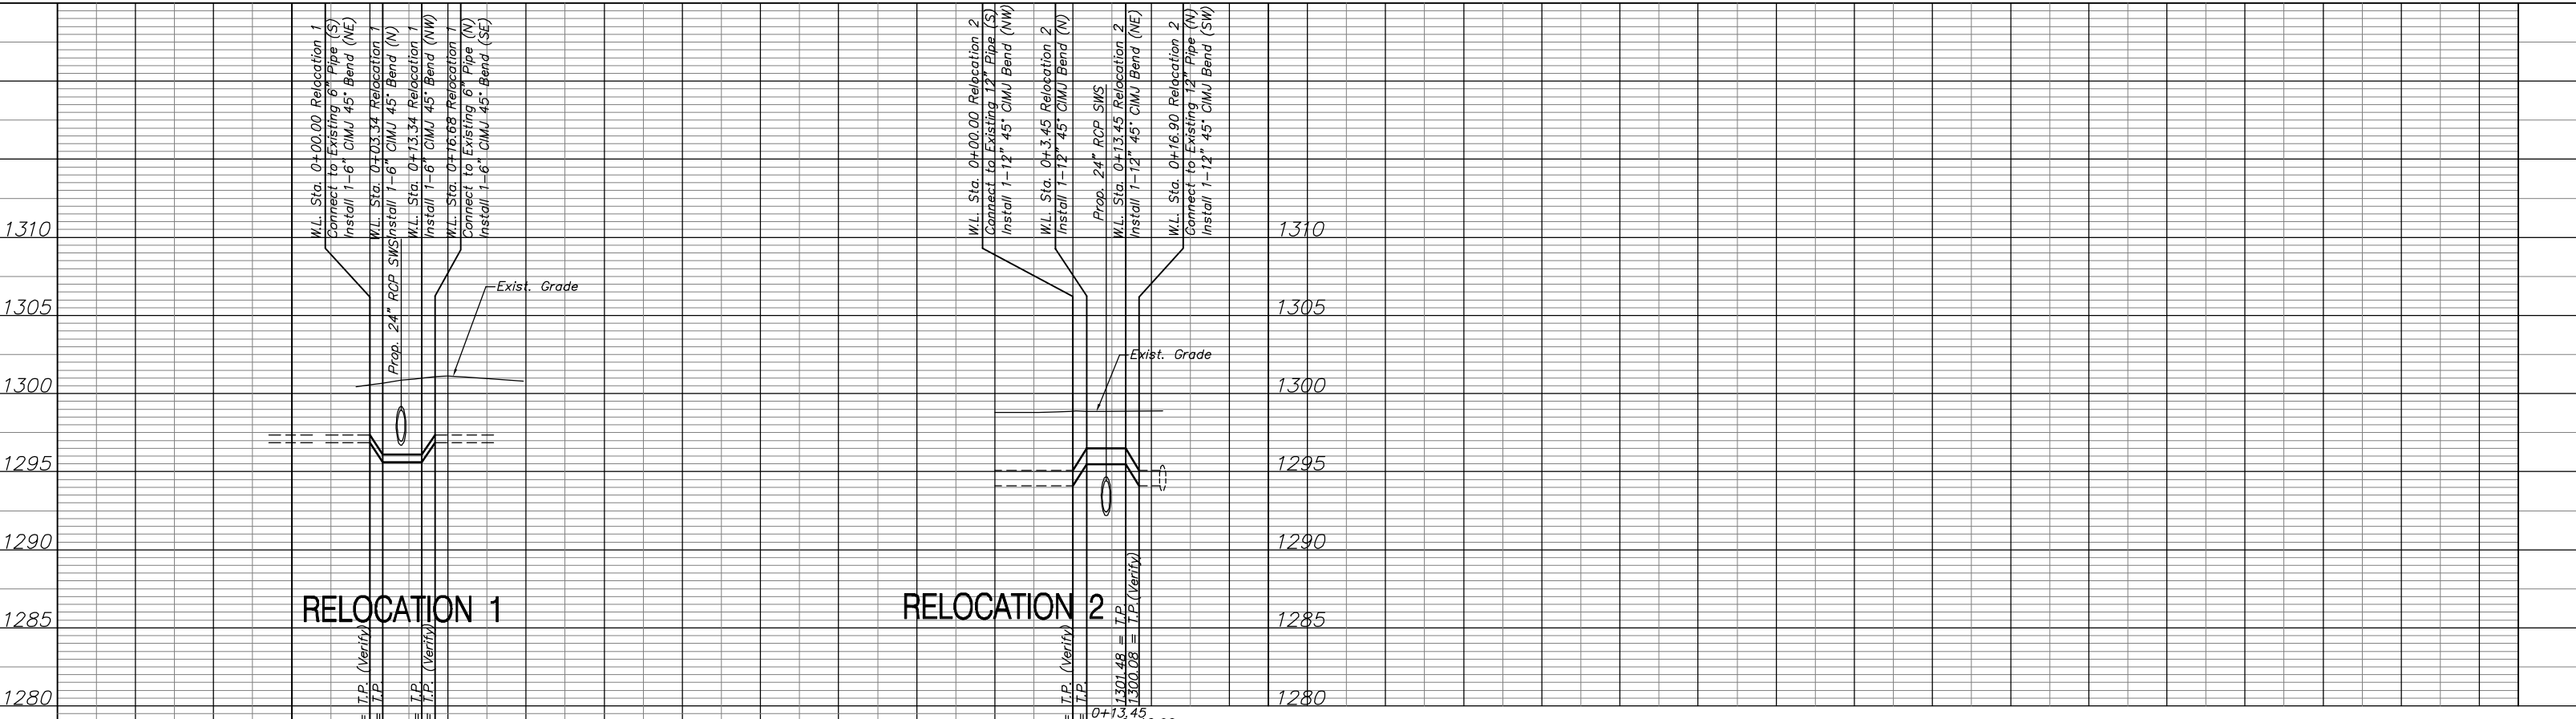 W.L. Sta. 0+00.00 Relocation 1
Connect to Existing 6" Pipe (S)
Install 1-6" CIMJ 45° Bend (NE)
W.L. Sta. 0+03.34 Relocation 1
Install 1-6" CIMJ 45° Bend (N)
Prop. 24" RCP SWS
W.L. Sta. 0+13.34 Relocation 1
Install 1-6" CIMJ 45° Bend (NW)
W.L. Sta. 0+16.68 Relocation 1
Connect to Existing 6" Pipe (N)
Install 1-6" CIMJ 45° Bend (SE)
W.L. Sta. 0+00.00 Relocation 2
Connect to Existing 12" Pipe (S)
Install 1-12" 45° CIMJ Bend (NW)
W.L. Sta. 0+3.45 Relocation 2
Install 1-12" 45° CIMJ Bend (N)
Prop. 24" RCP SWS
W.L. Sta. 0+13.45 Relocation 2
Install 1-12" 45° CIMJ Bend (NE)
W.L. Sta. 0+16.90 Relocation 2
Connect to Existing 12" Pipe (N)
Install 1-12" 45° CIMJ Bend (SW)
1310
1310
Exist. Grade
1305
1305
Exist. Grade
1300
1300
1295
1295
1290
1290
RELOCATION 1
RELOCATION 2
1285
1285
= T.P. (Verify)
= T.P.
= T.P.
= T.P. (Verify)
= T.P. (Verify)
= T.P.
1301.48 = T.P.
1300.08 = T.P. (Verify)
1280
1280
0+13.45